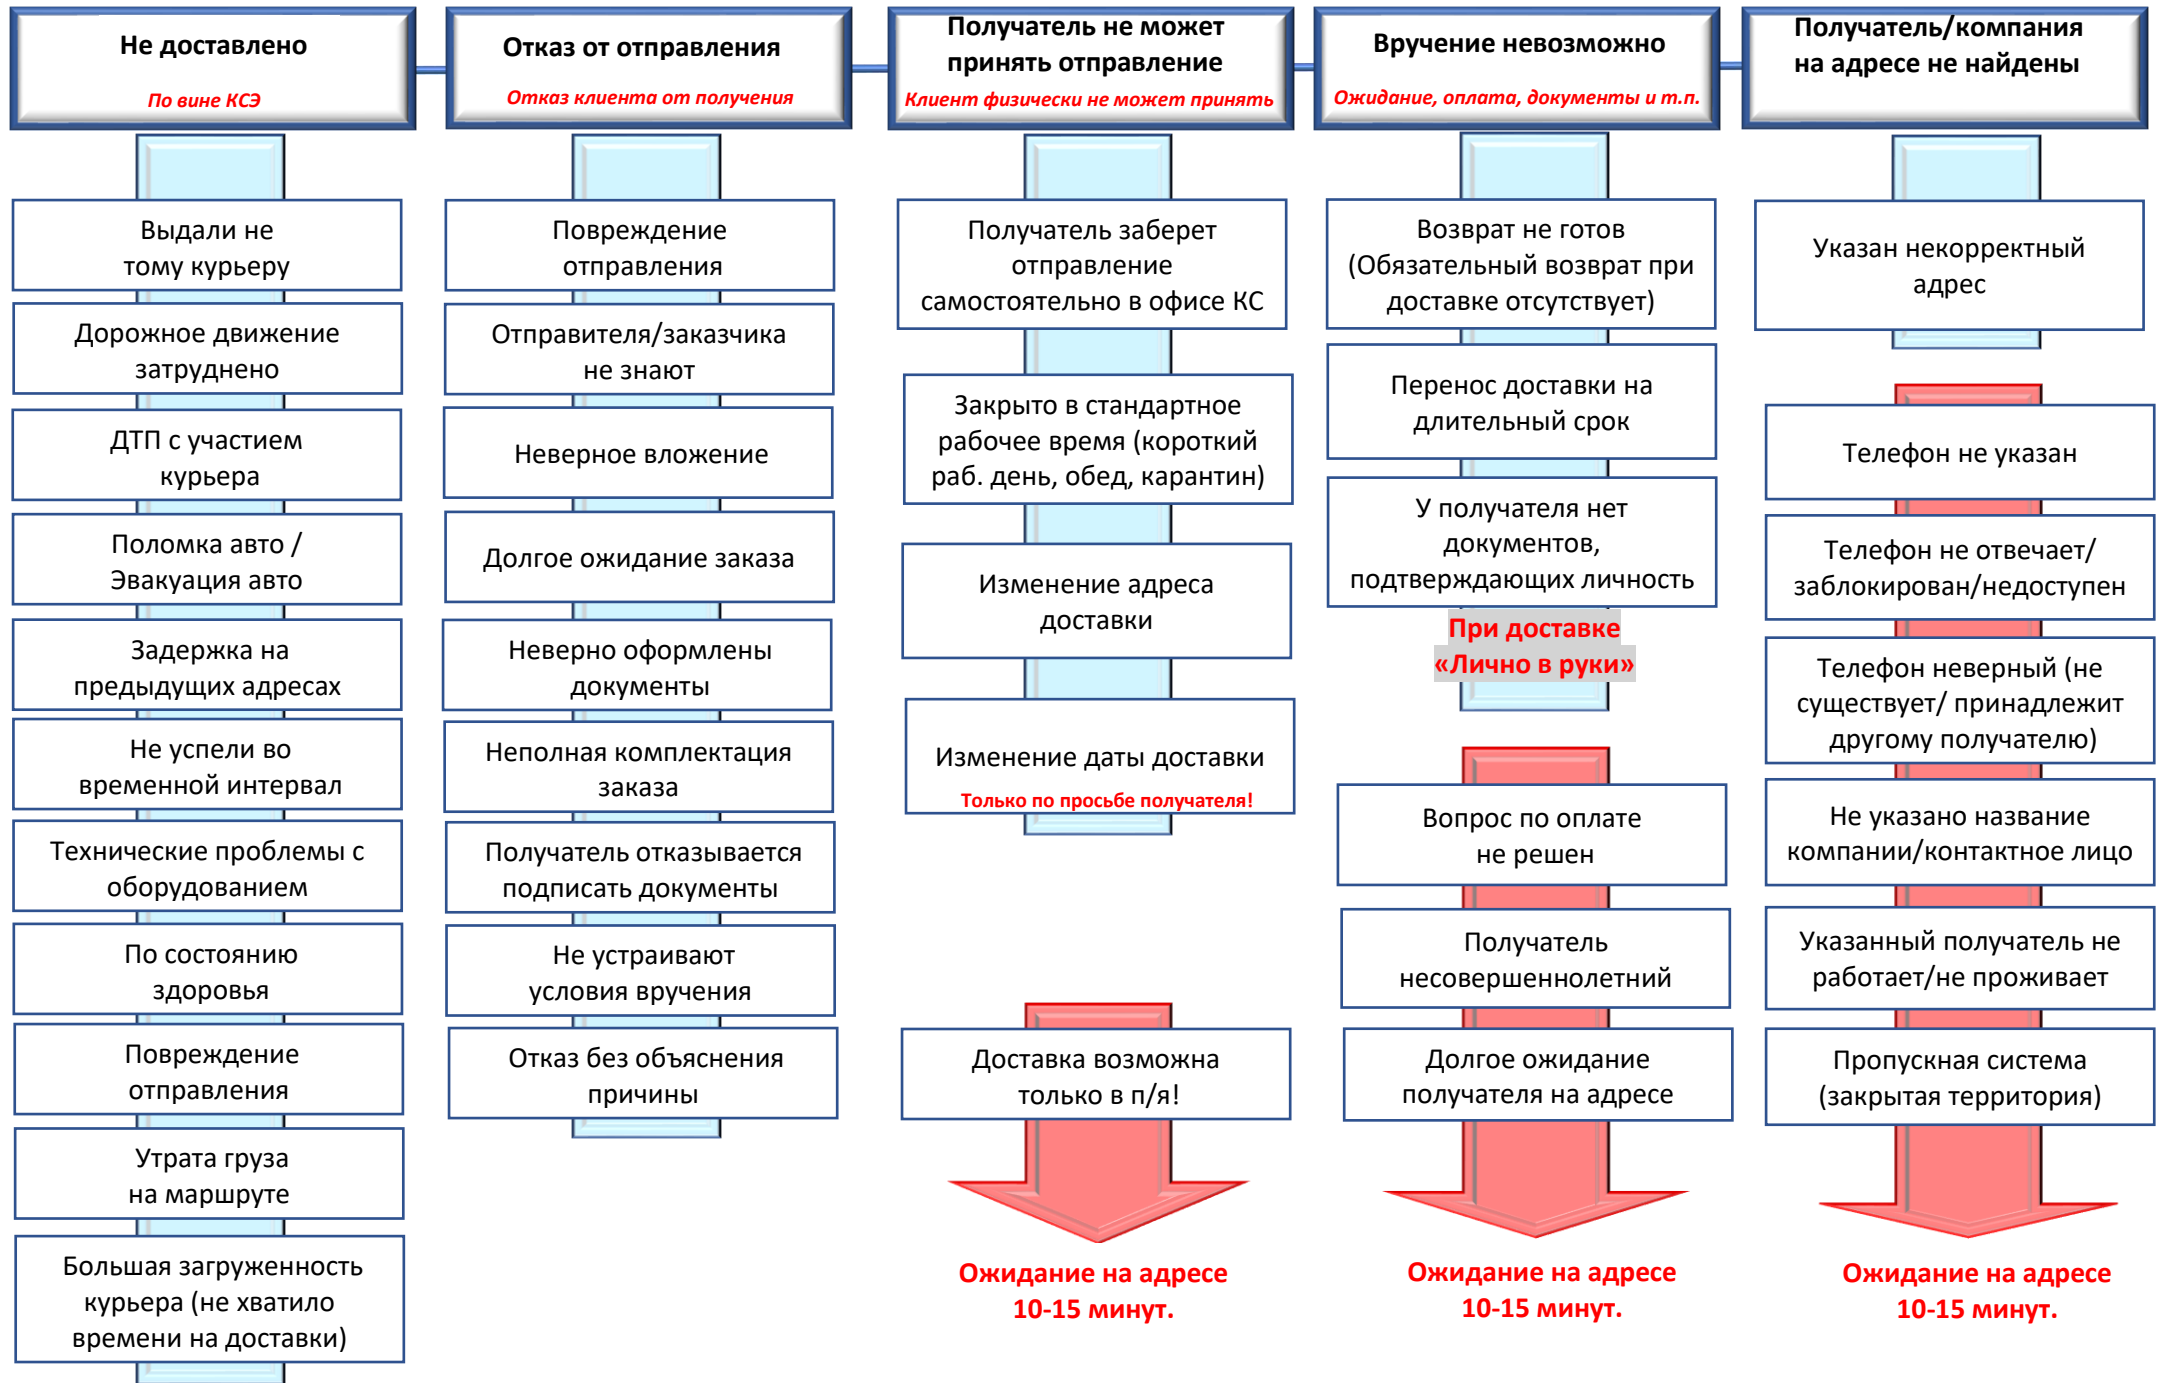 Не доставлено
По вине КСЭ
Выдали не
тому курьеру
Дорожное движение
затруднено
ДТП с участием
курьера
Поломка авто /
Эвакуация авто
Задержка на
предыдущих адресах
Не успели во
временной интервал
Технические проблемы с
оборудованием
По состоянию
здоровья
Повреждение
отправления
Утрата груза
на маршруте
Большая загруженность
курьера (не хватило
времени на доставки)
Отказ от отправления
Отказ клиента от получения
Повреждение
отправления
Отправителя/заказчика
не знают
Неверное вложение
Долгое ожидание заказа
Неверно оформлены
документы
Неполная комплектация
заказа
Получатель отказывается
подписать документы
Не устраивают
условия вручения
Отказ без объяснения
причины
Получатель не может
принять отправление
Клиент физически не может принять
Получатель заберет
отправление
самостоятельно в офисе КС
Закрыто в стандартное
рабочее время (короткий
раб. день, обед, карантин)
Изменение адреса
доставки
Изменение даты доставки
Только по просьбе получателя!
Доставка возможна
только в п/я!
Ожидание на адресе
10-15 минут.
Вручение невозможно
Ожидание, оплата, документы и т.п.
Возврат не готов
(Обязательный возврат при
доставке отсутствует)
Перенос доставки на
длительный срок
У получателя нет
документов,
подтверждающих личность
При доставке
«Лично в руки»
Вопрос по оплате
не решен
Получатель
несовершеннолетний
Долгое ожидание
получателя на адресе
Ожидание на адресе
10-15 минут.
Получатель/компания
на адресе не найдены
Указан некорректный
адрес
Телефон не указан
Телефон не отвечает/
заблокирован/недоступен
Телефон неверный (не
существует/ принадлежит
другому получателю)
Не указано название
компании/контактное лицо
Указанный получатель не
работает/не проживает
Пропускная система
(закрытая территория)
Ожидание на адресе
10-15 минут.